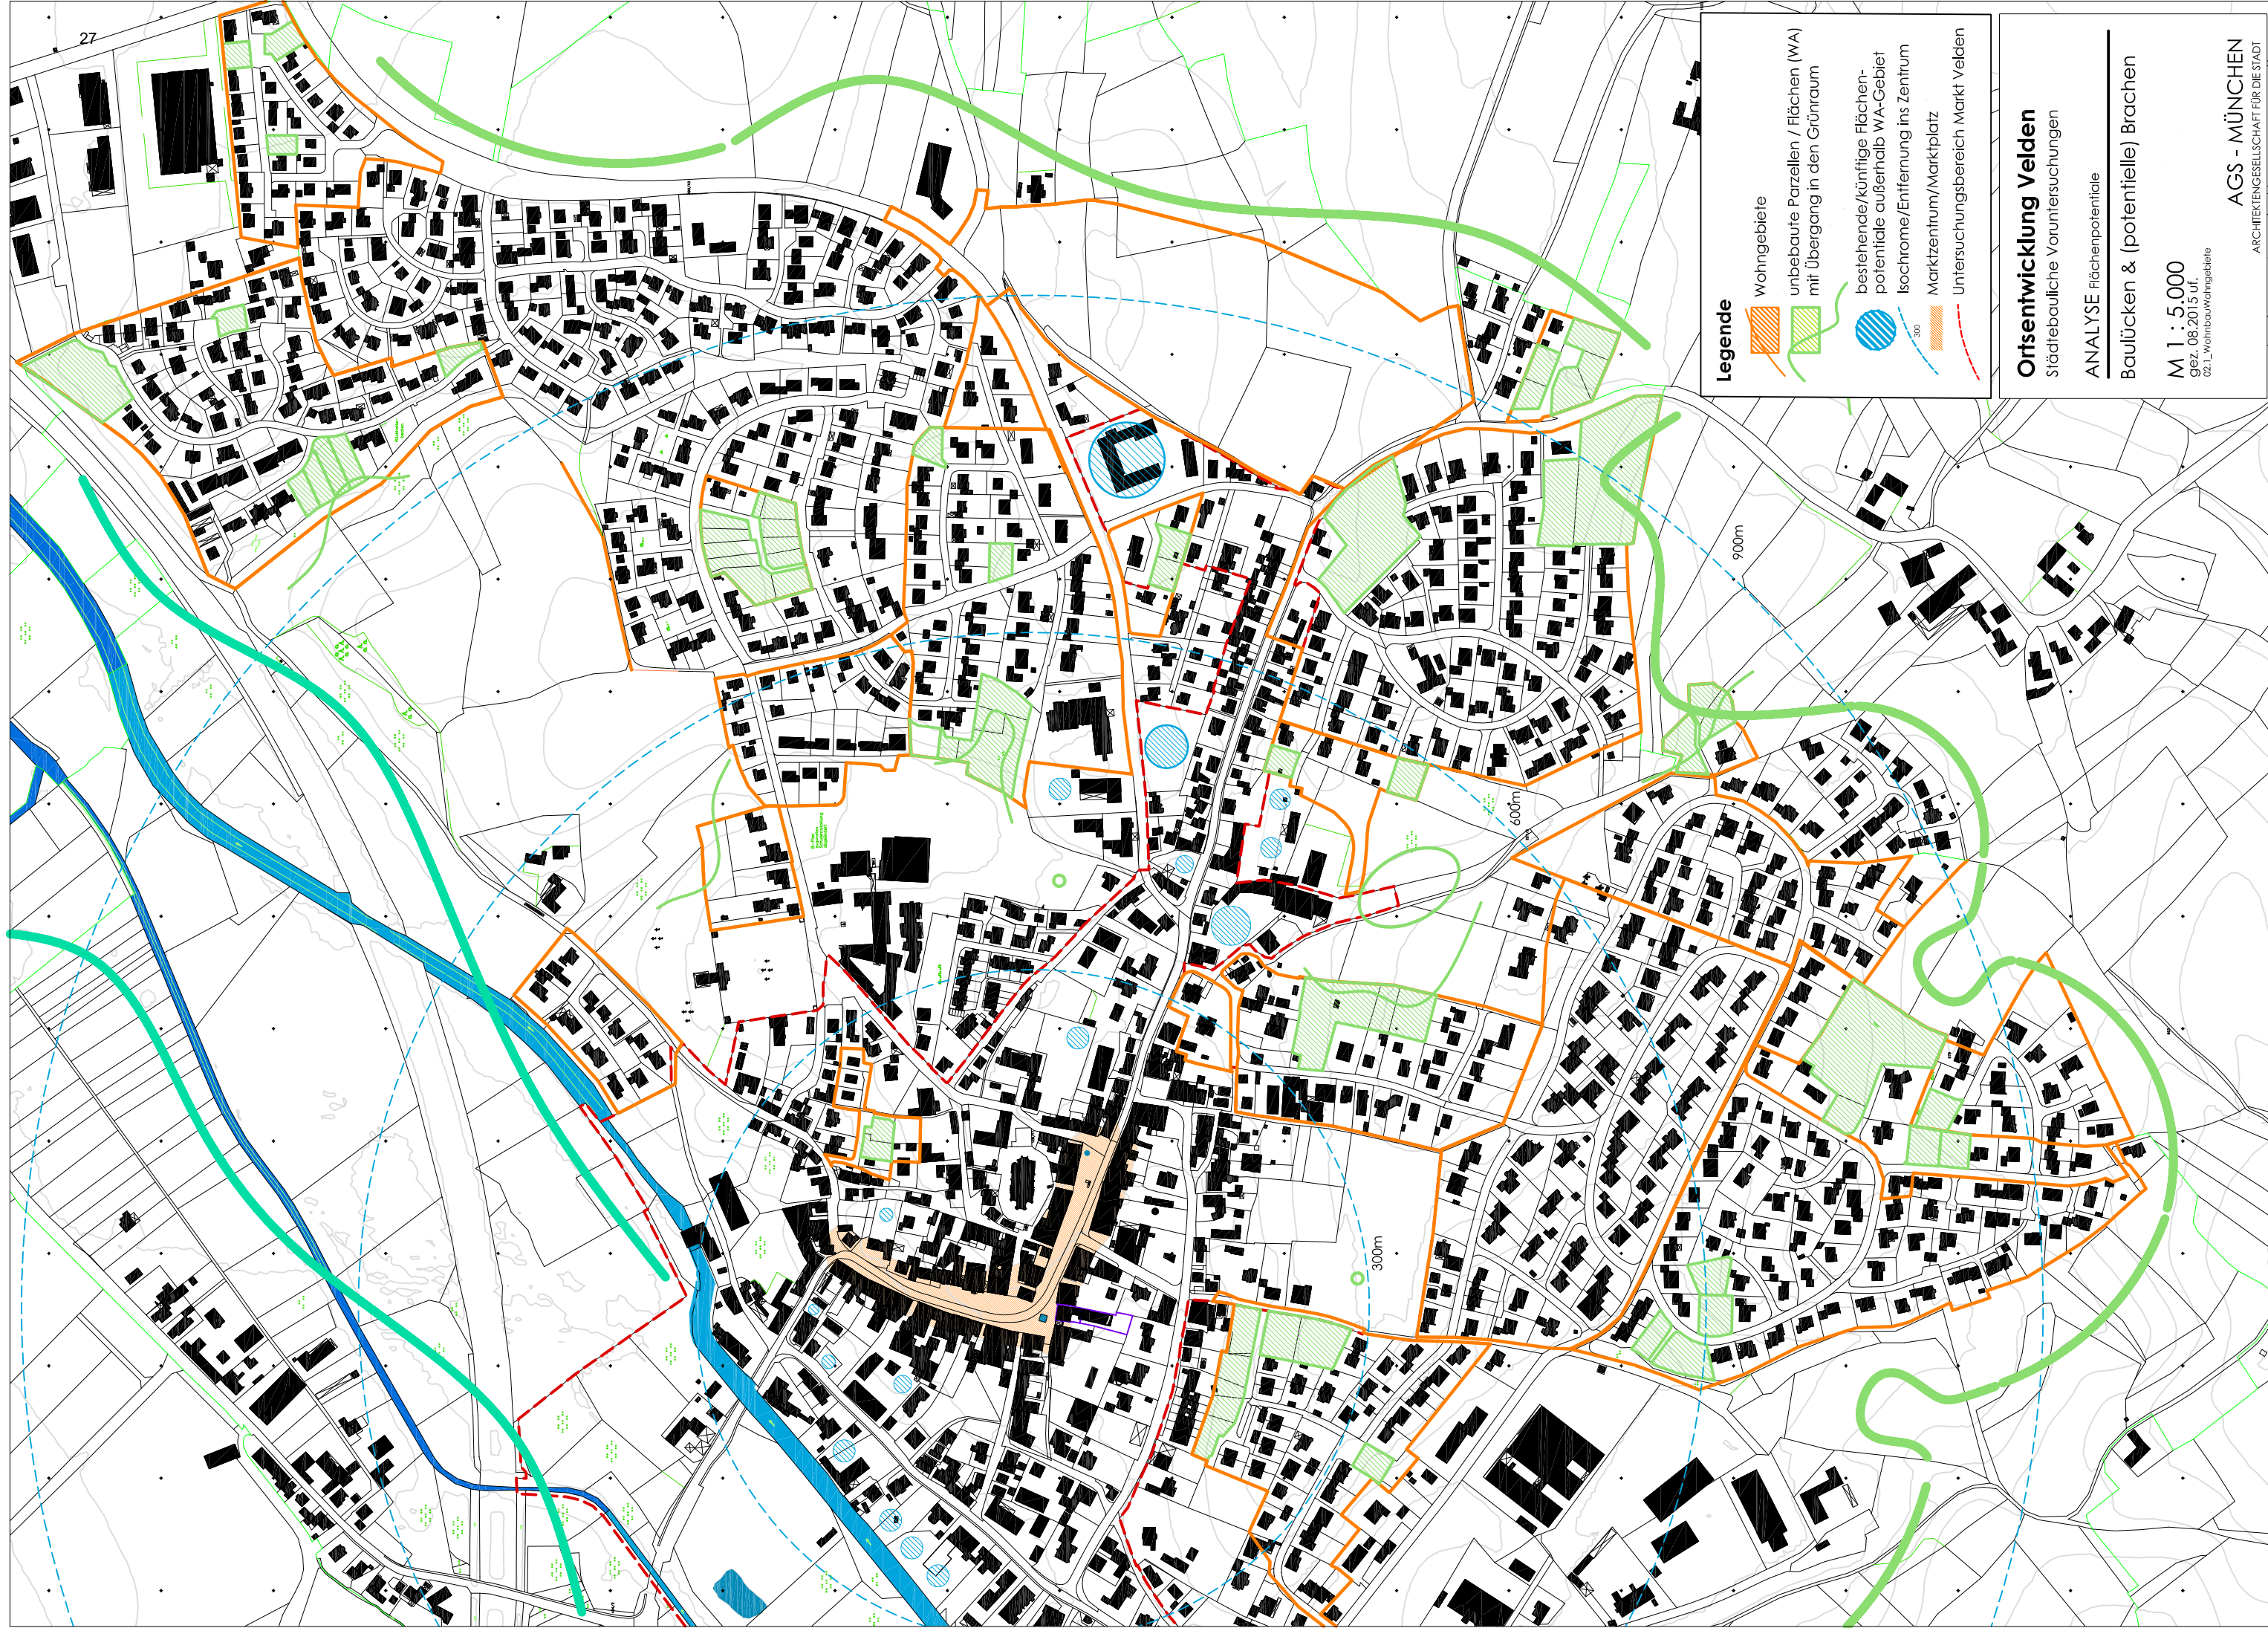 27
Legende
Wohngebiete
unbebaute Parzellen / Flächen (WA)
mit Übergang in den Grünraum
bestehende/künftige Flächen-
potentiale außerhalb WA-Gebiet
Isochrome/Entfernung ins Zentrum
300
Marktzentrum/Marktplatz
Untersuchungsbereich Markt Velden
Ortsentwicklung Velden
Städtebauliche Voruntersuchungen
ANALYSE Flächenpotentiale
Baulücken & (potentielle) Brachen
M 1 : 5.000
gez. 08.2015 uf.
02.1_WohnbauWohngebiete
AGS - MÜNCHEN
ARCHITEKTENGESELLSCHAFT FÜR DIE STADT
900m
600m
300m